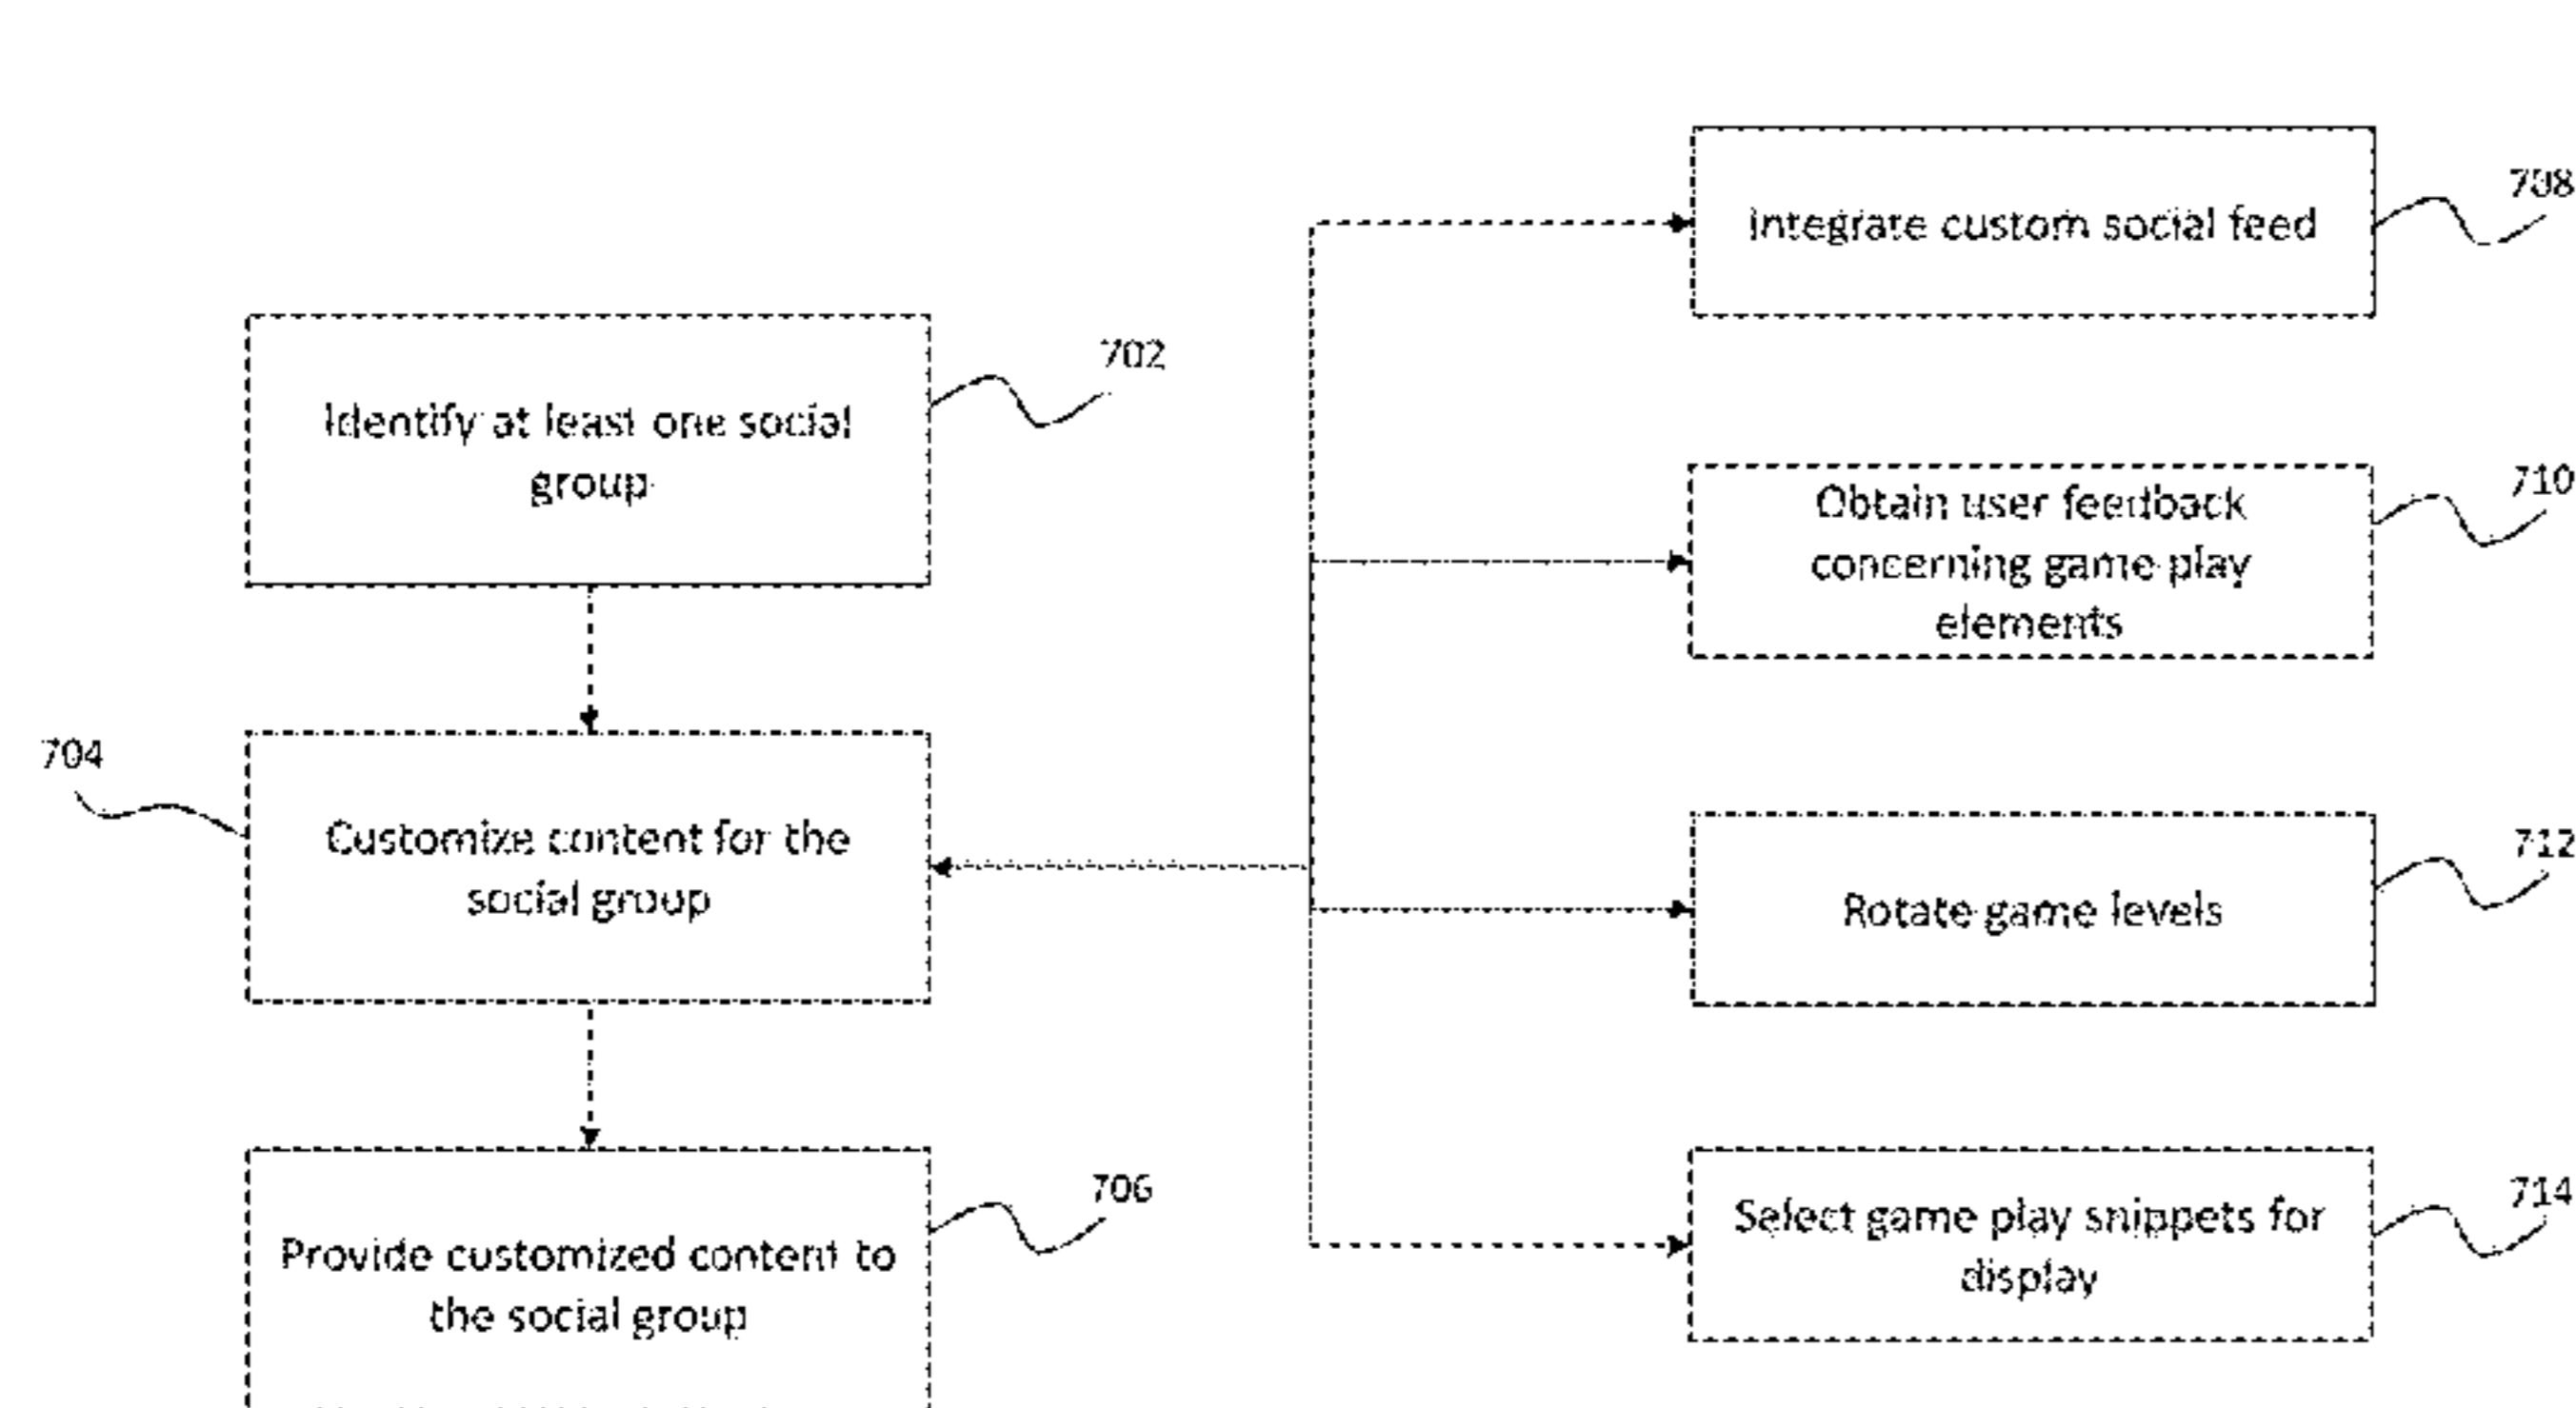 708
Integrate custom social feed
702
Identify at least one social
group
710
Obtain user feedback
concerning game play
elements
704
Customize content for the
social group
712
Rotate game levels
706
Provide customized content to
the social group
714
Select game play snippets for
display